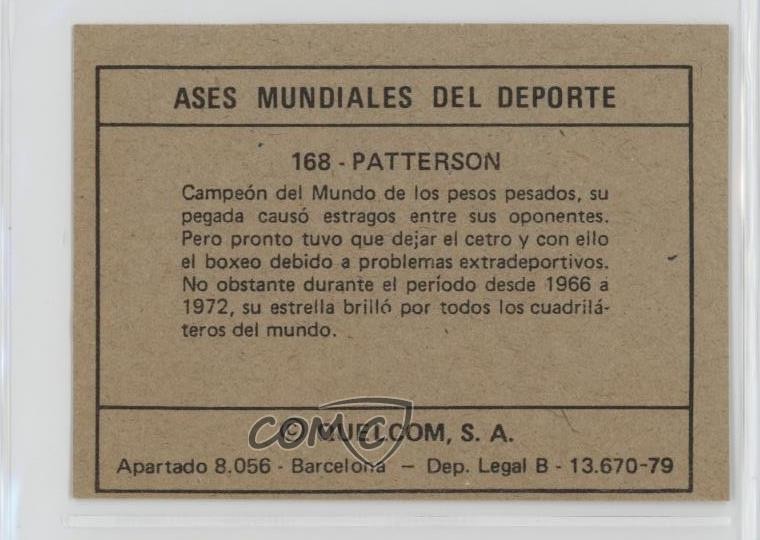 ASES MUNDIALES DEL DEPORTE
168 - PATTERSON
Campeón del Mundo de los pesos pesados, su
pegada causó estragos entre sus oponentes.
Pero pronto tuvo que dejar el cetro y con ello
el boxeo debido a problemas extradeportivos.
No obstante durante el período desde 1966 a
1972, su estrella brilló por todos los cuadrilá-
teros del mundo.
© QUELCOM, S. A.
COMC
Apartado 8.056 - Barcelona — Dep. Legal B - 13.670-79